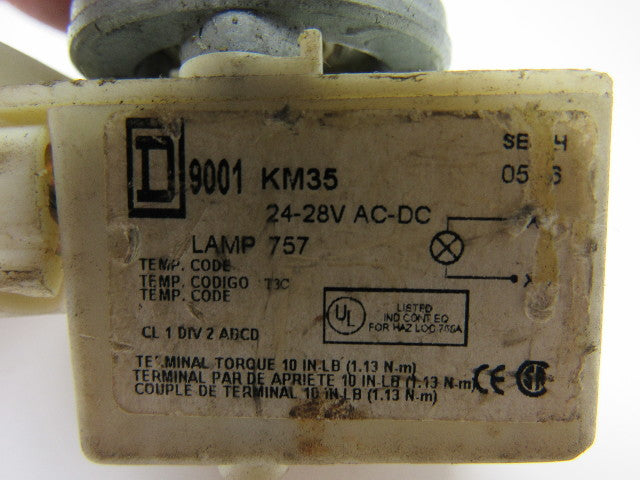 D 9001 KM35
24-28V AC-DC
LAMP 757
TEMP. CODE
TEMP. CODIGO T3C
TEMP. CODE
CL 1 DIV 2 ABCD
UL LISTED
IND CONT EQ
FOR HAZ LOC
TERMINAL TORQUE 10 IN-LB (1.13 N-m)
TERMINAL PAR DE APRIETE 10 IN-LB (1.13 N-m)
COUPLE DE TERMINAL 10 IN-LB (1.13 N-m)
CE